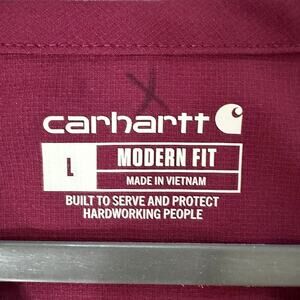 X
carhartt
L MODERN FIT
MADE IN VIETNAM
BUILT TO SERVE AND PROTECT
HARDWORKING PEOPLE